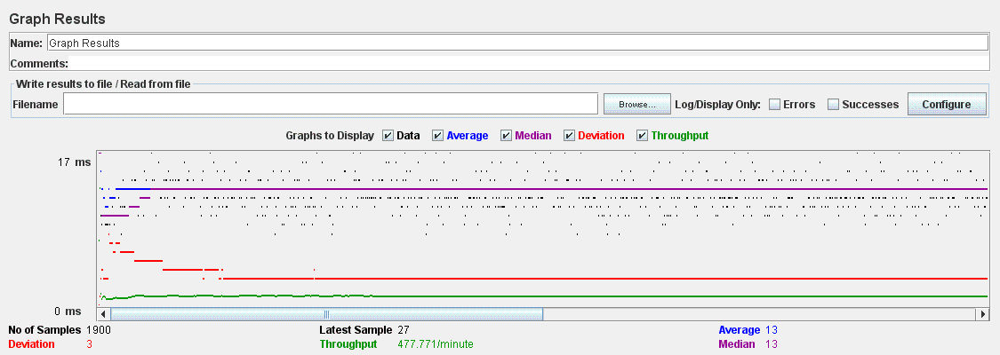 Graph Results
Name: Graph Results
Comments:
Write results to file / Read from file
Filename Browse... Log/Display Only: Errors Successes Configure
Graphs to Display Data Average Median Deviation Throughput
17 ms
0 ms
No of Samples 1900 Latest Sample 27 Average 13
Deviation 3 Throughput 477.771/minute Median 13